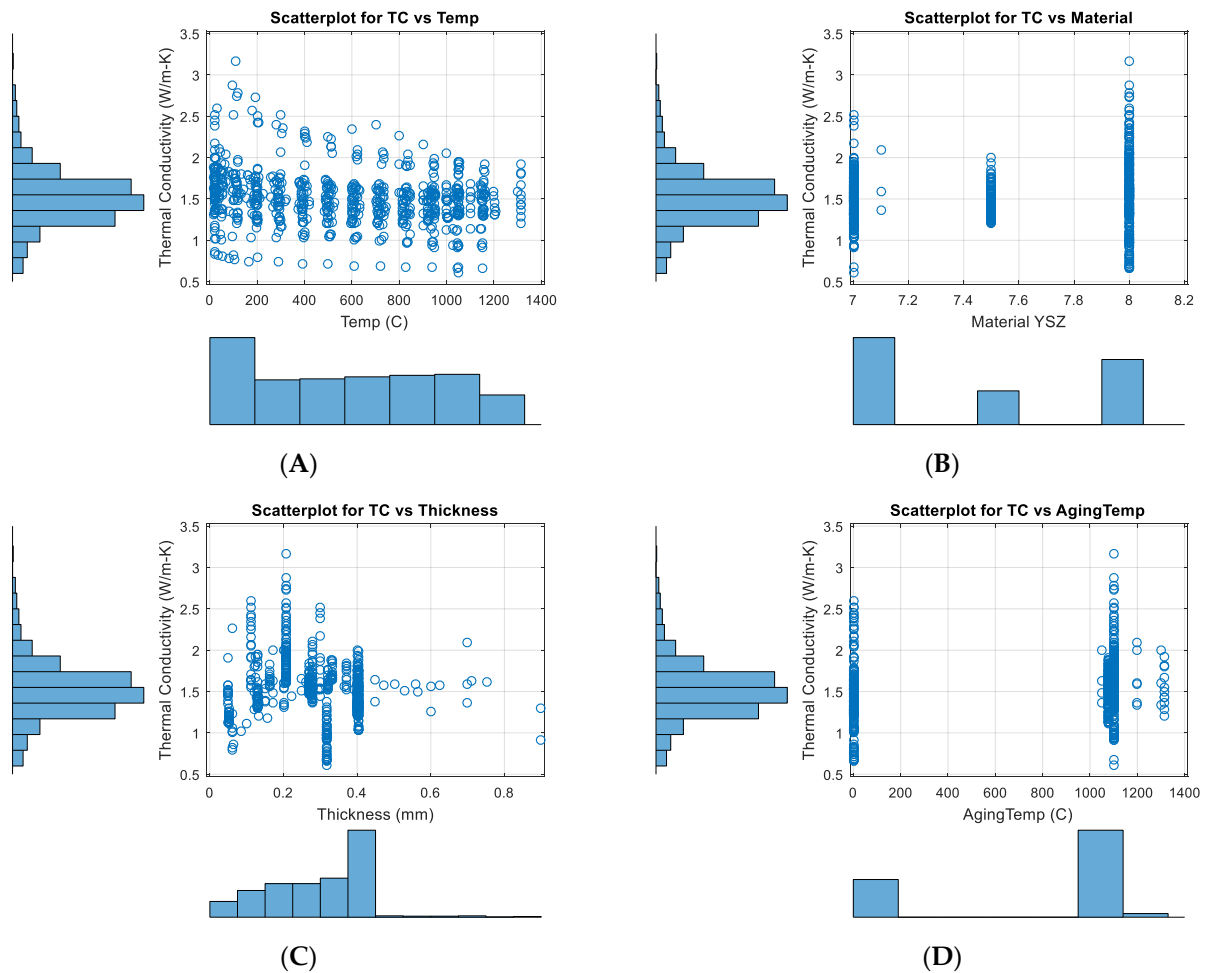 Scatterplot for TC vs Temp
Thermal Conductivity (W/m-K)
3.5
3
2.5
2
1.5
1
0.5
0 200 400 600 800 1000 1200 1400
Temp (C)
(A)
Scatterplot for TC vs Material
Thermal Conductivity (W/m-K)
3.5
3
2.5
2
1.5
1
0.5
7 7.2 7.4 7.6 7.8 8 8.2
Material YSZ
(B)
Scatterplot for TC vs Thickness
Thermal Conductivity (W/m-K)
3.5
3
2.5
2
1.5
1
0.5
0 0.2 0.4 0.6 0.8
Thickness (mm)
(C)
Scatterplot for TC vs AgingTemp
Thermal Conductivity (W/m-K)
3.5
3
2.5
2
1.5
1
0.5
0 200 400 600 800 1000 1200 1400
AgingTemp (C)
(D)